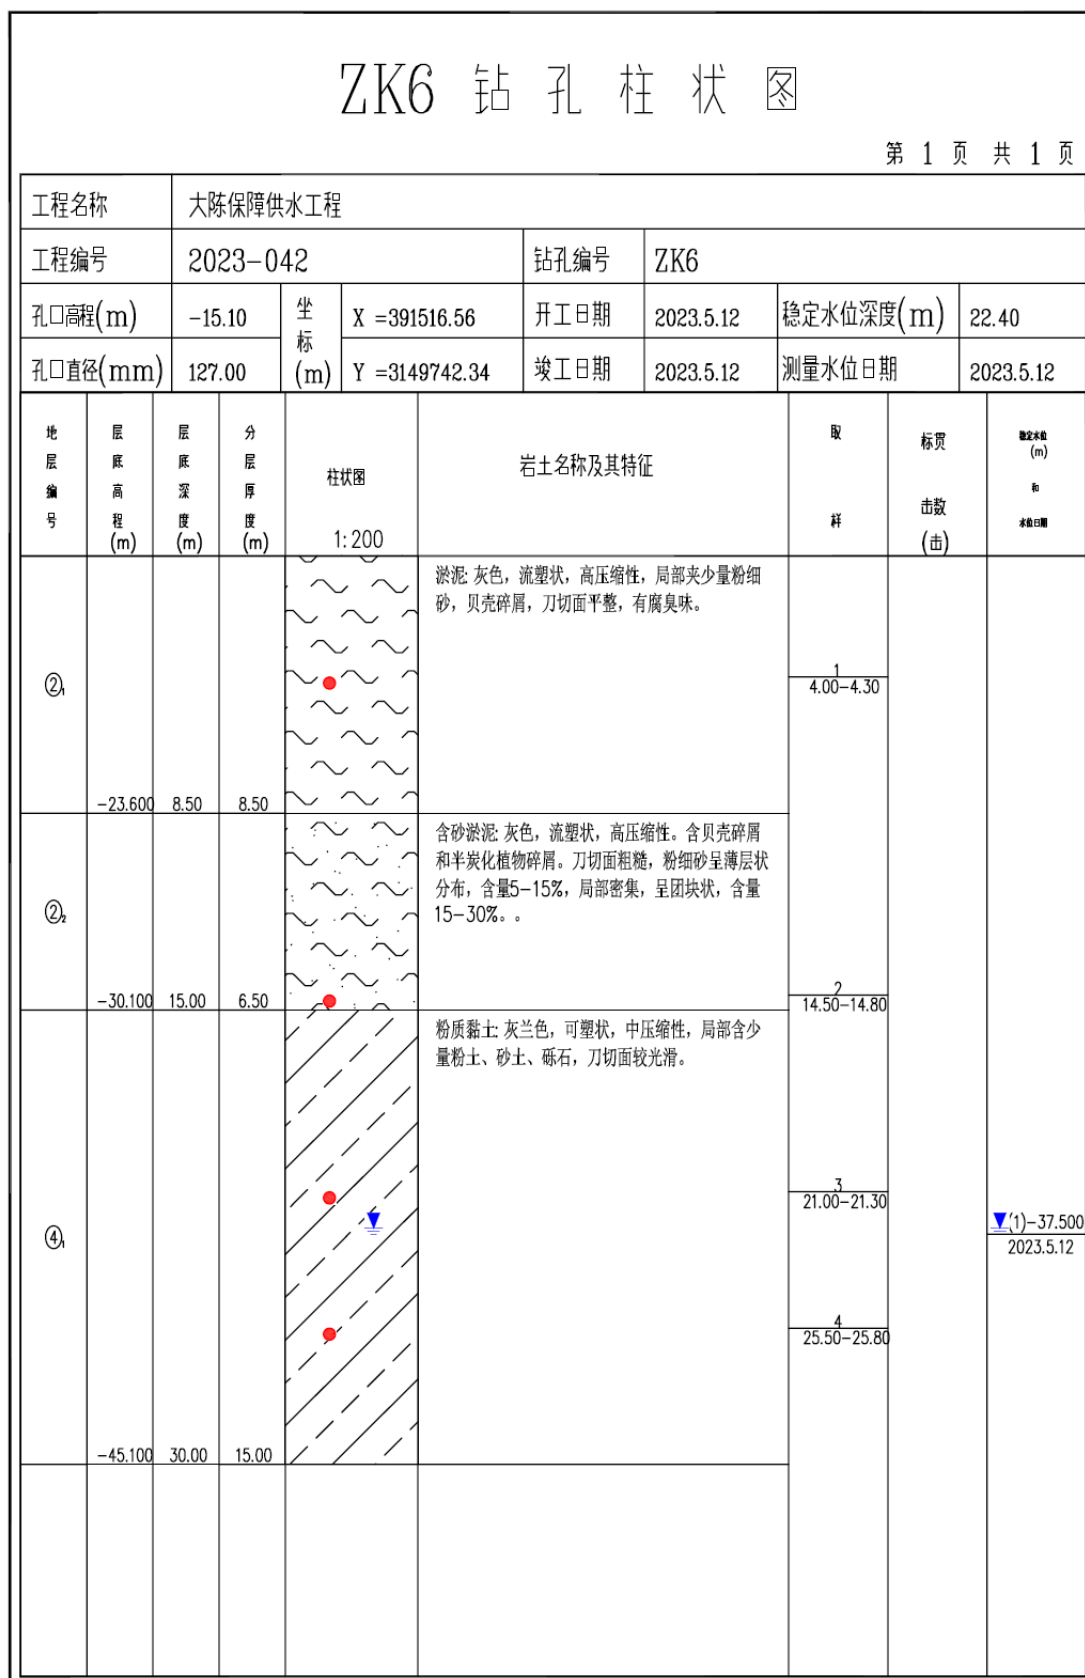 ZK6 钻孔柱状图
第 1 页 共 1 页
工程名称 大陈保障供水工程
工程编号 2023-042 钻孔编号 ZK6
孔口高程(m) -15.10 坐标(m) X =391516.56 开工日期 2023.5.12 稳定水位深度(m) 22.40
孔口直径(mm) 127.00 Y =3149742.34 竣工日期 2023.5.12 测量水位日期 2023.5.12
地层编号 层底高程(m) 层底深度(m) 分层厚度(m) 柱状图 1:200 岩土名称及其特征 取样 标贯击数(击) 稳定水位(m)和水位日期
淤泥: 灰色，流塑状，高压缩性，局部夹少量粉细
砂，贝壳碎屑，刀切面平整，有腐臭味。
1
4.00-4.30
②1
-23.600 8.50 8.50
含砂淤泥: 灰色，流塑状，高压缩性。含贝壳碎屑
和半炭化植物碎屑。刀切面粗糙，粉细砂呈薄层状
分布，含量5-15%，局部密集，呈团块状，含量
15-30%。。
②2
2
-30.100 15.00 6.50 14.50-14.80
粉质黏土: 灰兰色，可塑状，中压缩性，局部含少
量粉土、砂土、砾石，刀切面较光滑。
3
21.00-21.30
(1)-37.500
④1
2023.5.12
4
25.50-25.80
-45.100 30.00 15.00